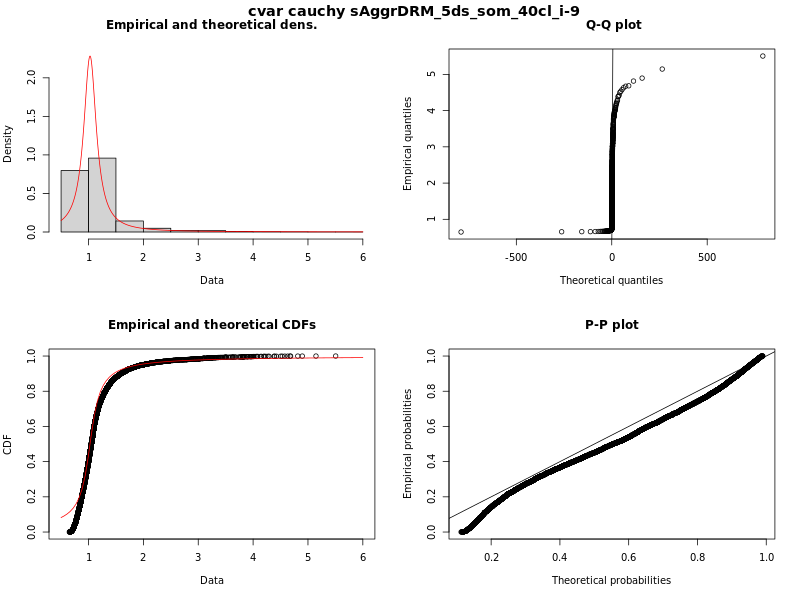 cvar cauchy sAggrDRM_5ds_som_40cl_i-9
Empirical and theoretical dens.
Density
0.0 0.5 1.0 1.5 2.0
1 2 3 4 5 6
Data
Q-Q plot
Empirical quantiles
1 2 3 4 5
-500 0 500
Theoretical quantiles
Empirical and theoretical CDFs
CDF
0.0 0.2 0.4 0.6 0.8 1.0
1 2 3 4 5 6
Data
P-P plot
Empirical probabilities
0.0 0.2 0.4 0.6 0.8 1.0
0.2 0.4 0.6 0.8 1.0
Theoretical probabilities